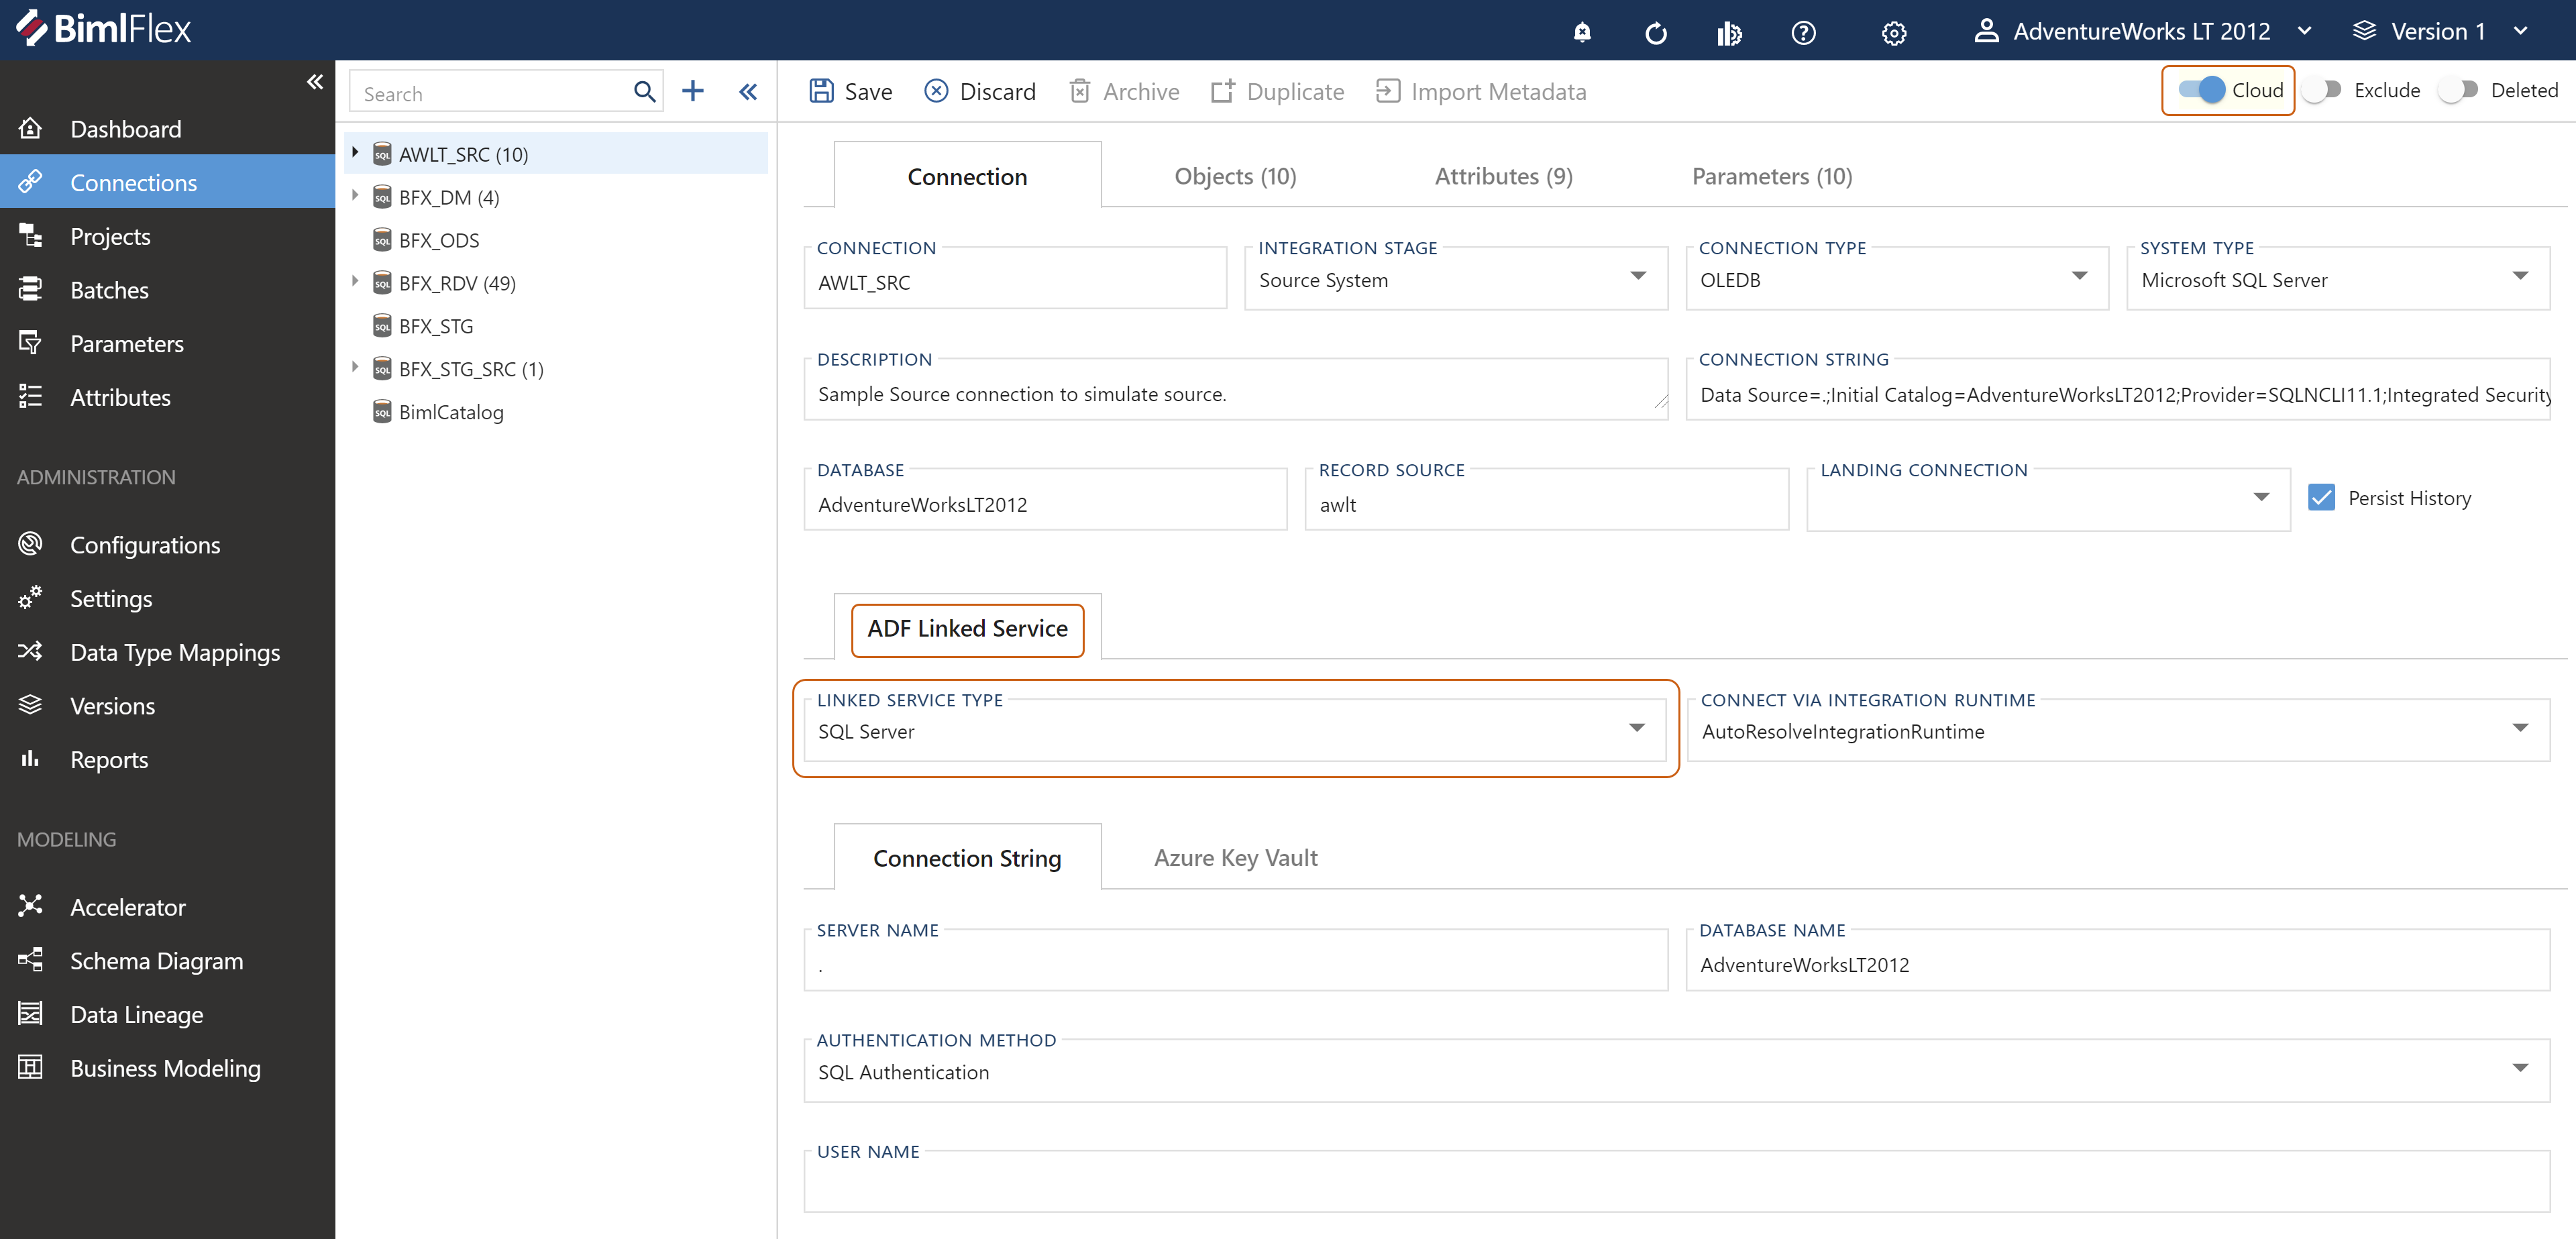 BimlFlex
AdventureWorks LT 2012
Version 1
Dashboard
Connections
Projects
Batches
Parameters
Attributes
ADMINISTRATION
Configurations
Settings
Data Type Mappings
Versions
Reports
MODELING
Accelerator
Schema Diagram
Data Lineage
Business Modeling
Search
AWLT_SRC (10)
BFX_DM (4)
BFX_ODS
BFX_RDV (49)
BFX_STG
BFX_STG_SRC (1)
BimlCatalog
Save Discard Archive Duplicate Import Metadata Cloud Exclude Deleted
Connection Objects (10) Attributes (9) Parameters (10)
CONNECTION
AWLT_SRC
INTEGRATION STAGE
Source System
CONNECTION TYPE
OLEDB
SYSTEM TYPE
Microsoft SQL Server
DESCRIPTION
Sample Source connection to simulate source.
CONNECTION STRING
Data Source=.;Initial Catalog=AdventureWorksLT2012;Provider=SQLNCLI11.1;Integrated Security
DATABASE
AdventureWorksLT2012
RECORD SOURCE
awlt
LANDING CONNECTION
Persist History
ADF Linked Service
LINKED SERVICE TYPE
SQL Server
CONNECT VIA INTEGRATION RUNTIME
AutoResolveIntegrationRuntime
Connection String Azure Key Vault
SERVER NAME
.
DATABASE NAME
AdventureWorksLT2012
AUTHENTICATION METHOD
SQL Authentication
USER NAME